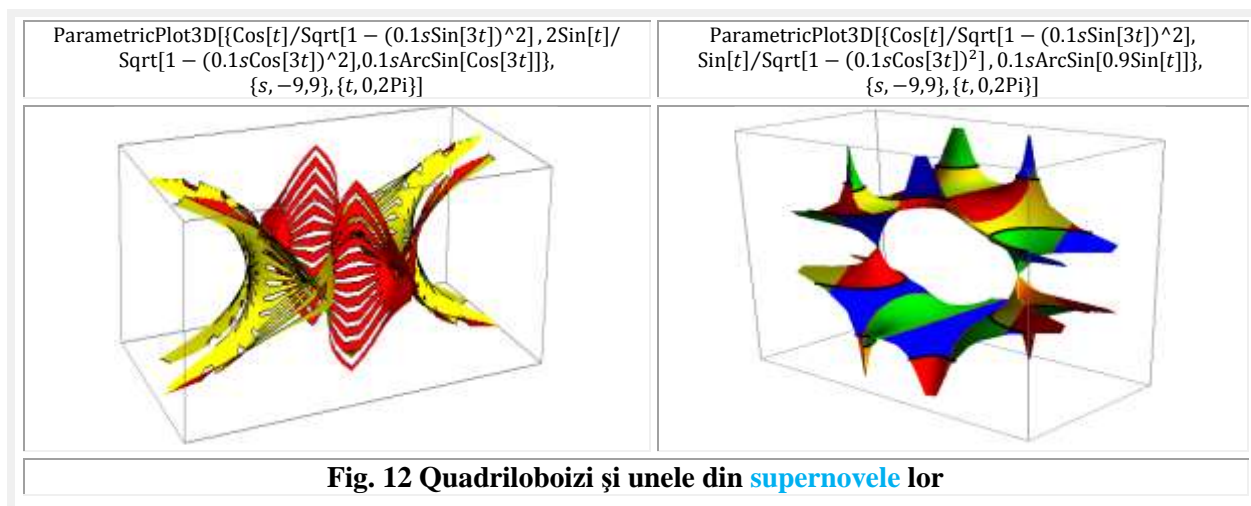 ParametricPlot3D[{Cos[t]/Sqrt[1 − (0.1sSin[3t])^2] , 2Sin[t]/
Sqrt[1 − (0.1sCos[3t])^2],0.1sArcSin[Cos[3t]]},
{s, −9,9}, {t, 0,2Pi}]
ParametricPlot3D[{Cos[t]/Sqrt[1 − (0.1sSin[3t])^2],
Sin[t]/Sqrt[1 − (0.1sCos[3t])²] , 0.1sArcSin[0.9Sin[t]]},
{s, −9,9}, {t, 0,2Pi}]
Fig. 12 Quadriloboizi şi unele din supernovele lor